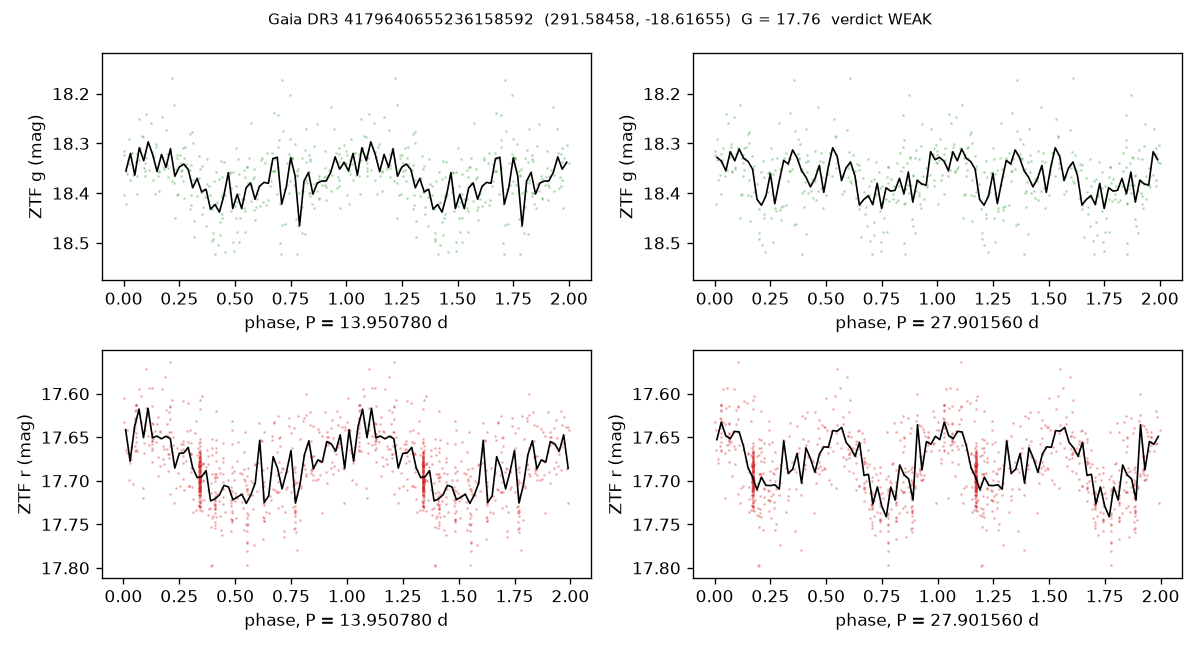 Gaia DR3 4179640655236158592  (291.58458, -18.61655)  G = 17.76  verdict WEAK
ZTF g (mag)
18.2
18.3
18.4
18.5
0.00 0.25 0.50 0.75 1.00 1.25 1.50 1.75 2.00
phase, P = 13.950780 d
ZTF g (mag)
18.2
18.3
18.4
18.5
0.00 0.25 0.50 0.75 1.00 1.25 1.50 1.75 2.00
phase, P = 27.901560 d
ZTF r (mag)
17.60
17.65
17.70
17.75
17.80
0.00 0.25 0.50 0.75 1.00 1.25 1.50 1.75 2.00
phase, P = 13.950780 d
ZTF r (mag)
17.60
17.65
17.70
17.75
17.80
0.00 0.25 0.50 0.75 1.00 1.25 1.50 1.75 2.00
phase, P = 27.901560 d